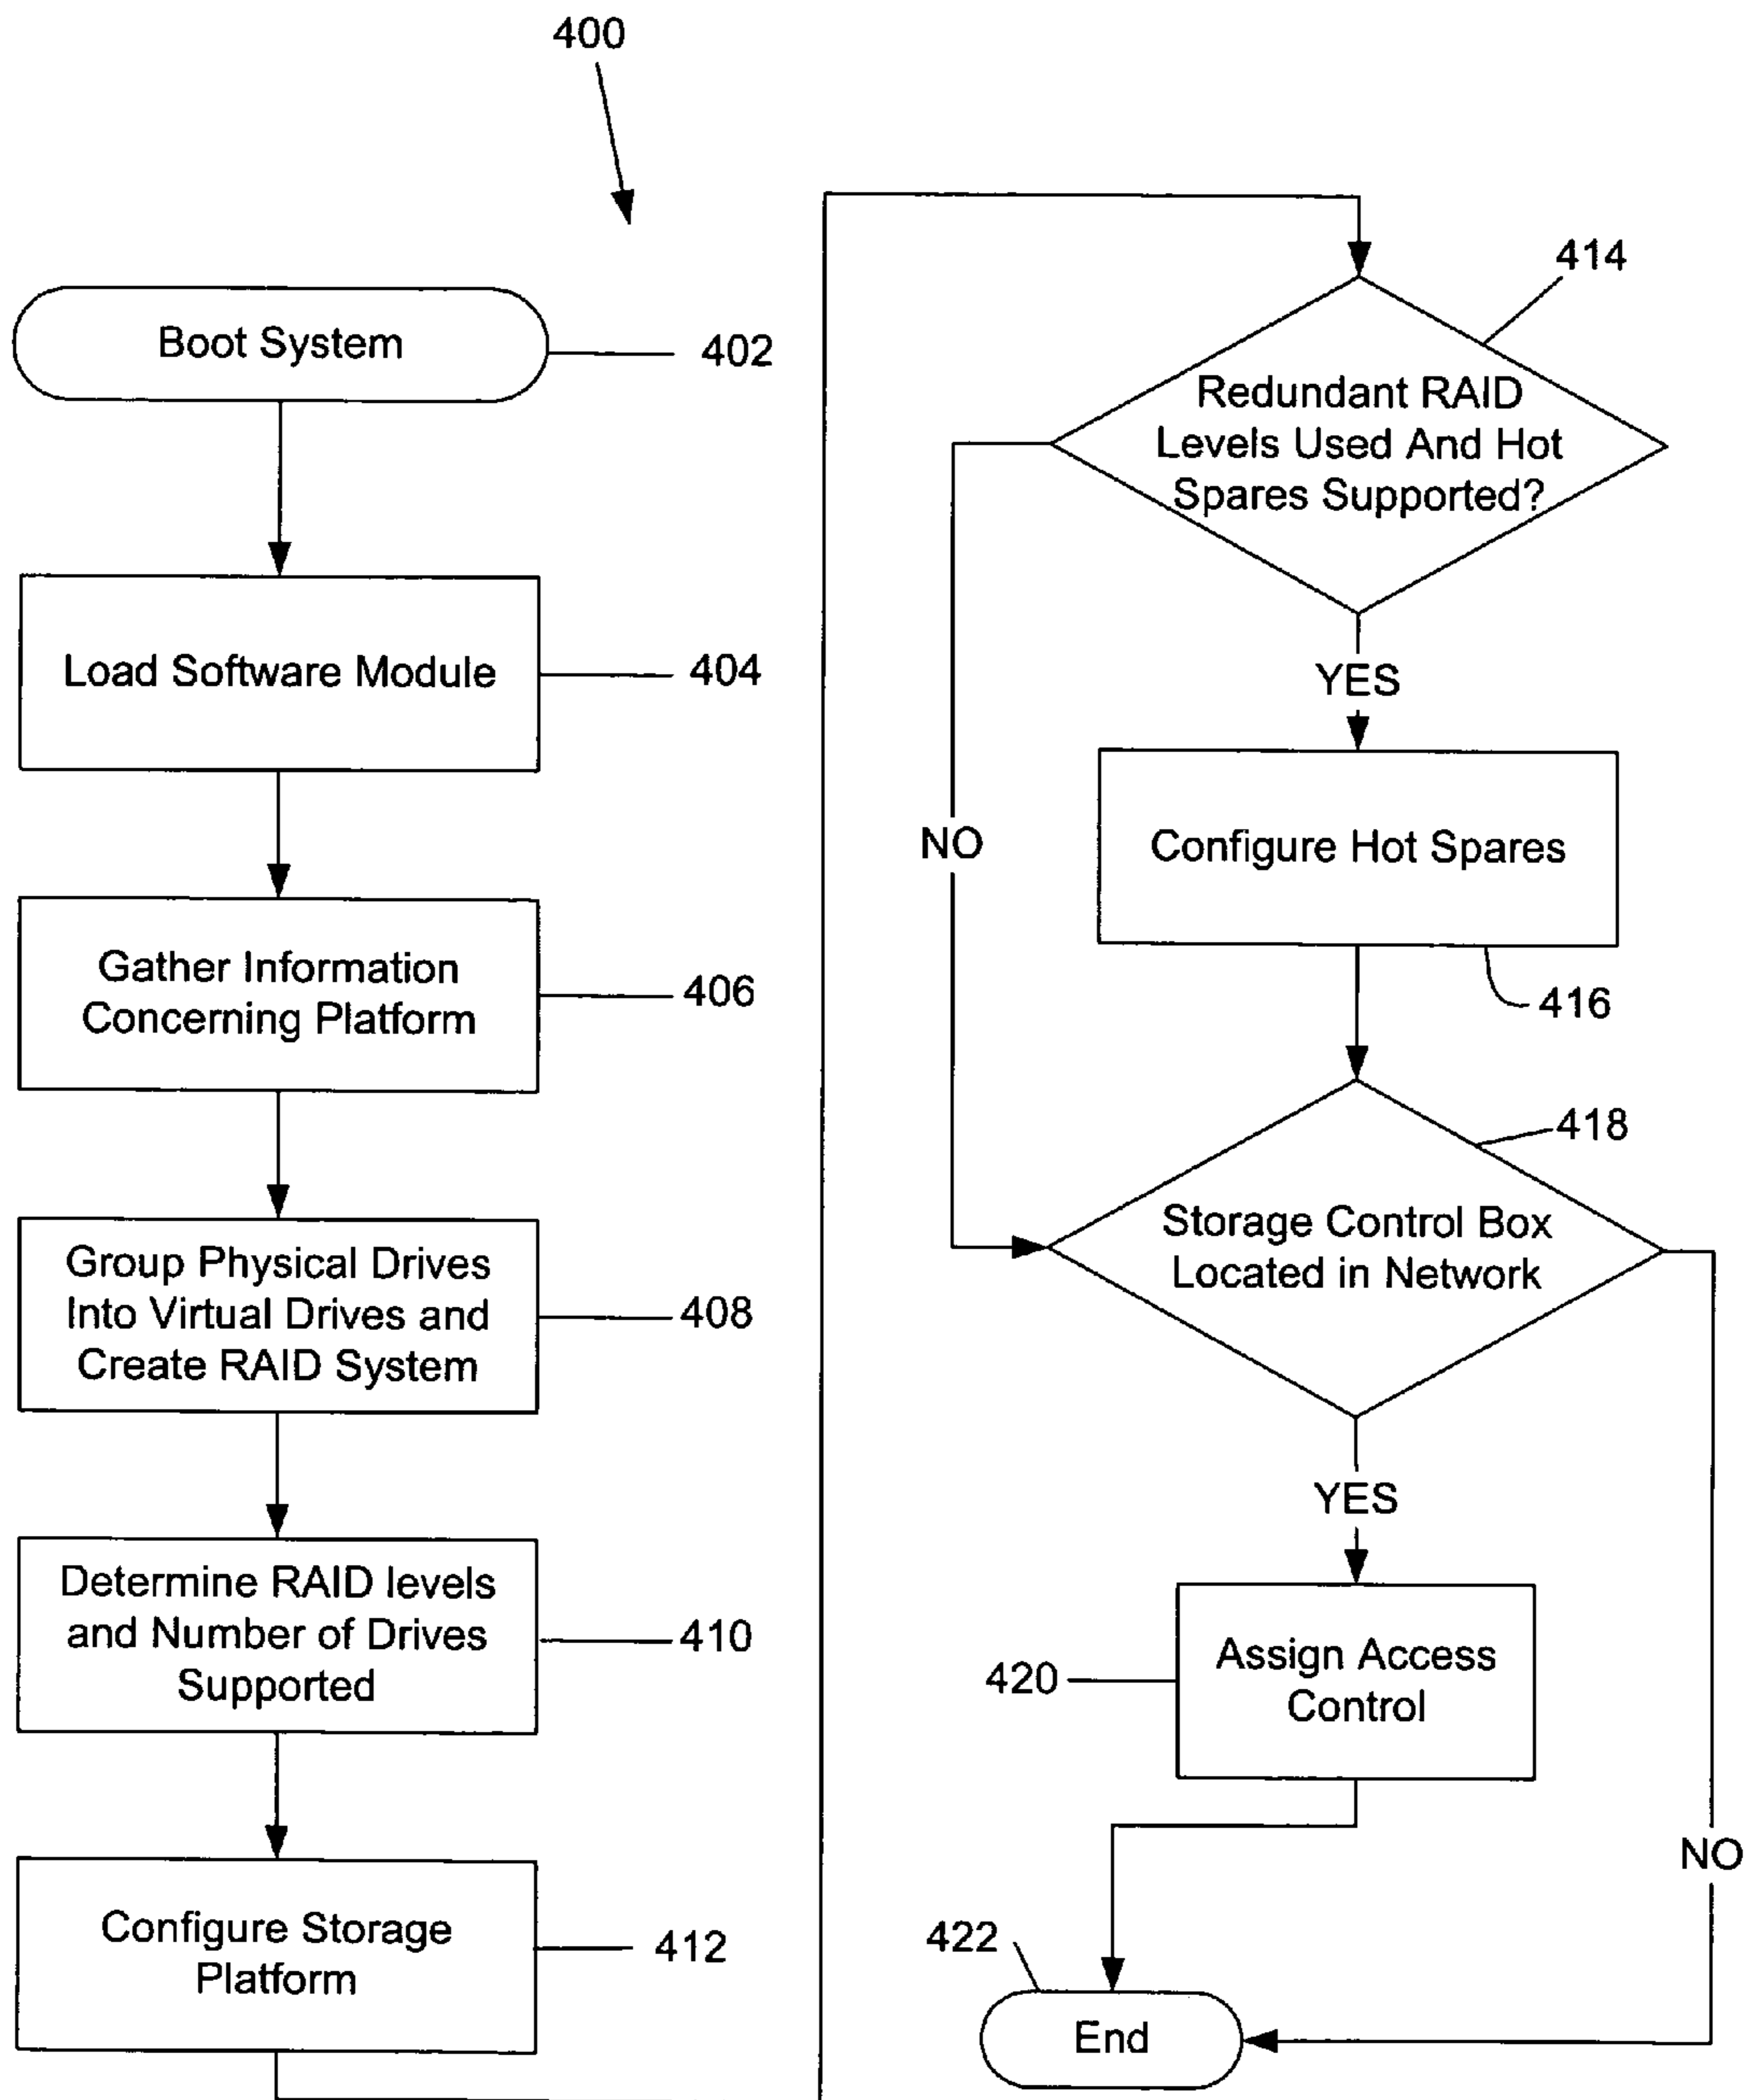 400
Boot System
402
Load Software Module
404
Gather Information
Concerning Platform
406
Group Physical Drives
Into Virtual Drives and
Create RAID System
408
Determine RAID levels
and Number of Drives
Supported
410
Configure Storage
Platform
412
414
Redundant RAID
Levels Used And Hot
Spares Supported?
YES
NO
Configure Hot Spares
416
418
Storage Control Box
Located in Network
YES
420
Assign Access
Control
NO
422
End